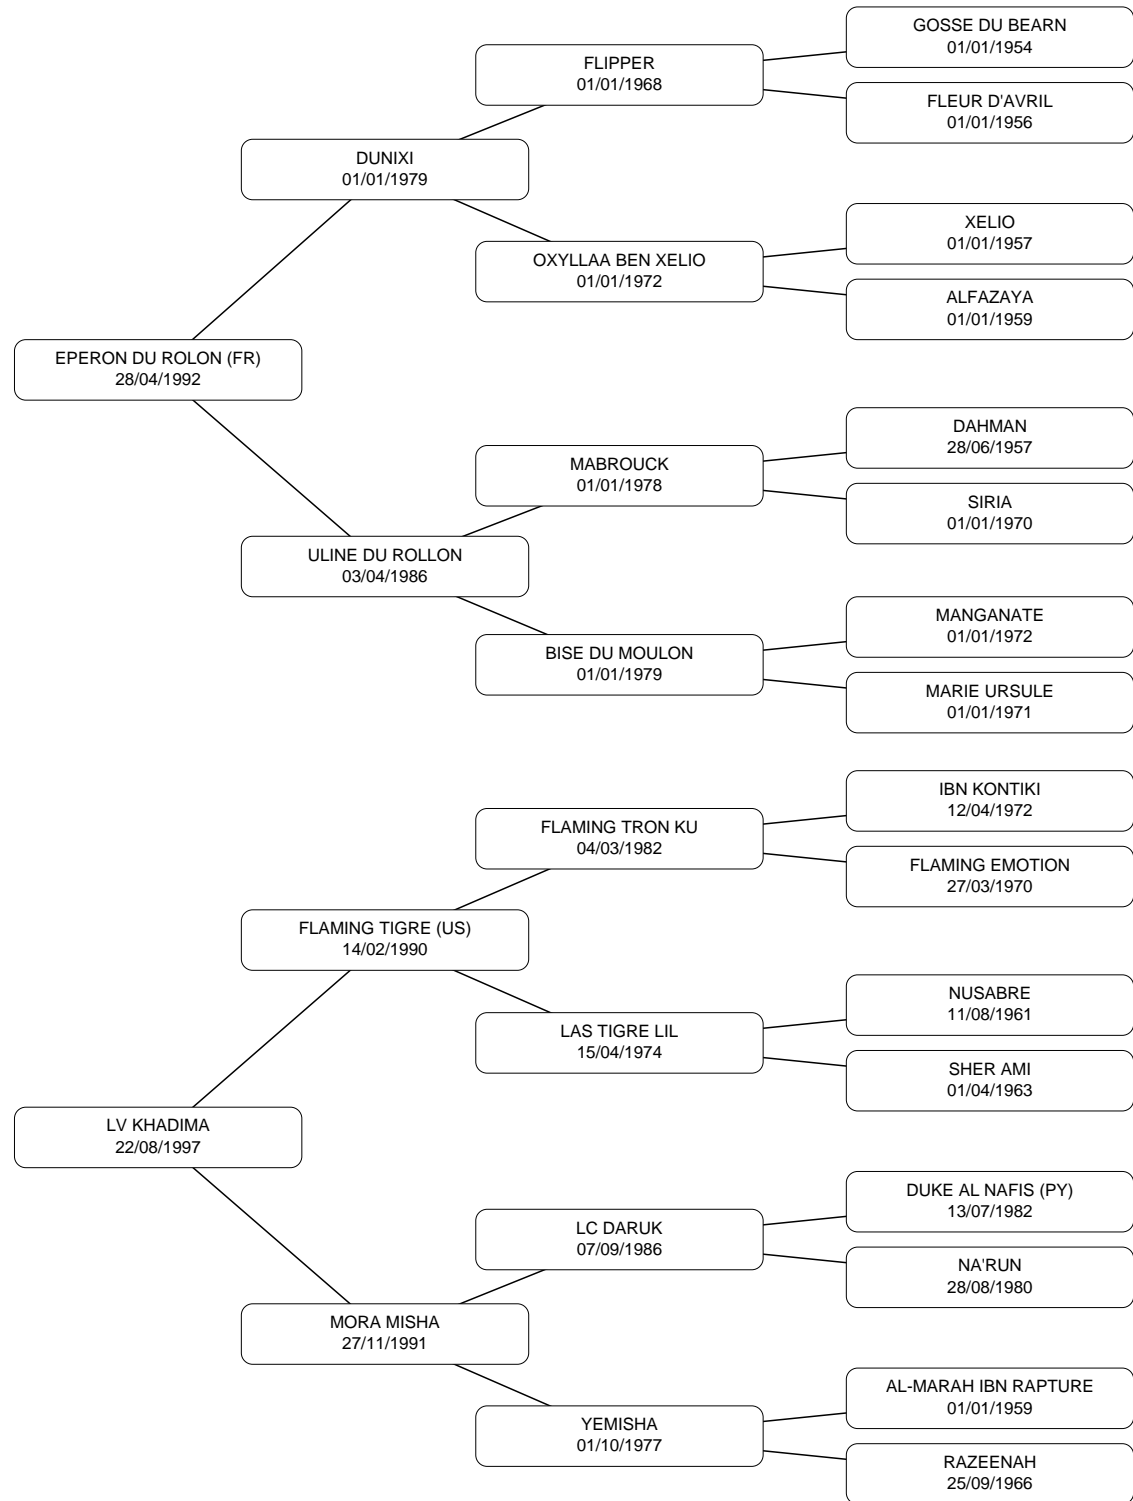 GOSSE DU BEARN
01/01/1954
FLIPPER
01/01/1968
FLEUR D'AVRIL
01/01/1956
DUNIXI
01/01/1979
XELIO
01/01/1957
OXYLLAA BEN XELIO
01/01/1972
ALFAZAYA
01/01/1959
EPERON DU ROLON (FR)
28/04/1992
DAHMAN
28/06/1957
MABROUCK
01/01/1978
SIRIA
01/01/1970
ULINE DU ROLLON
03/04/1986
MANGANATE
01/01/1972
BISE DU MOULON
01/01/1979
MARIE URSULE
01/01/1971
IBN KONTIKI
12/04/1972
FLAMING TRON KU
04/03/1982
FLAMING EMOTION
27/03/1970
FLAMING TIGRE (US)
14/02/1990
NUSABRE
11/08/1961
LAS TIGRE LIL
15/04/1974
SHER AMI
01/04/1963
LV KHADIMA
22/08/1997
DUKE AL NAFIS (PY)
13/07/1982
LC DARUK
07/09/1986
NA'RUN
28/08/1980
MORA MISHA
27/11/1991
AL-MARAH IBN RAPTURE
01/01/1959
YEMISHA
01/10/1977
RAZEENAH
25/09/1966